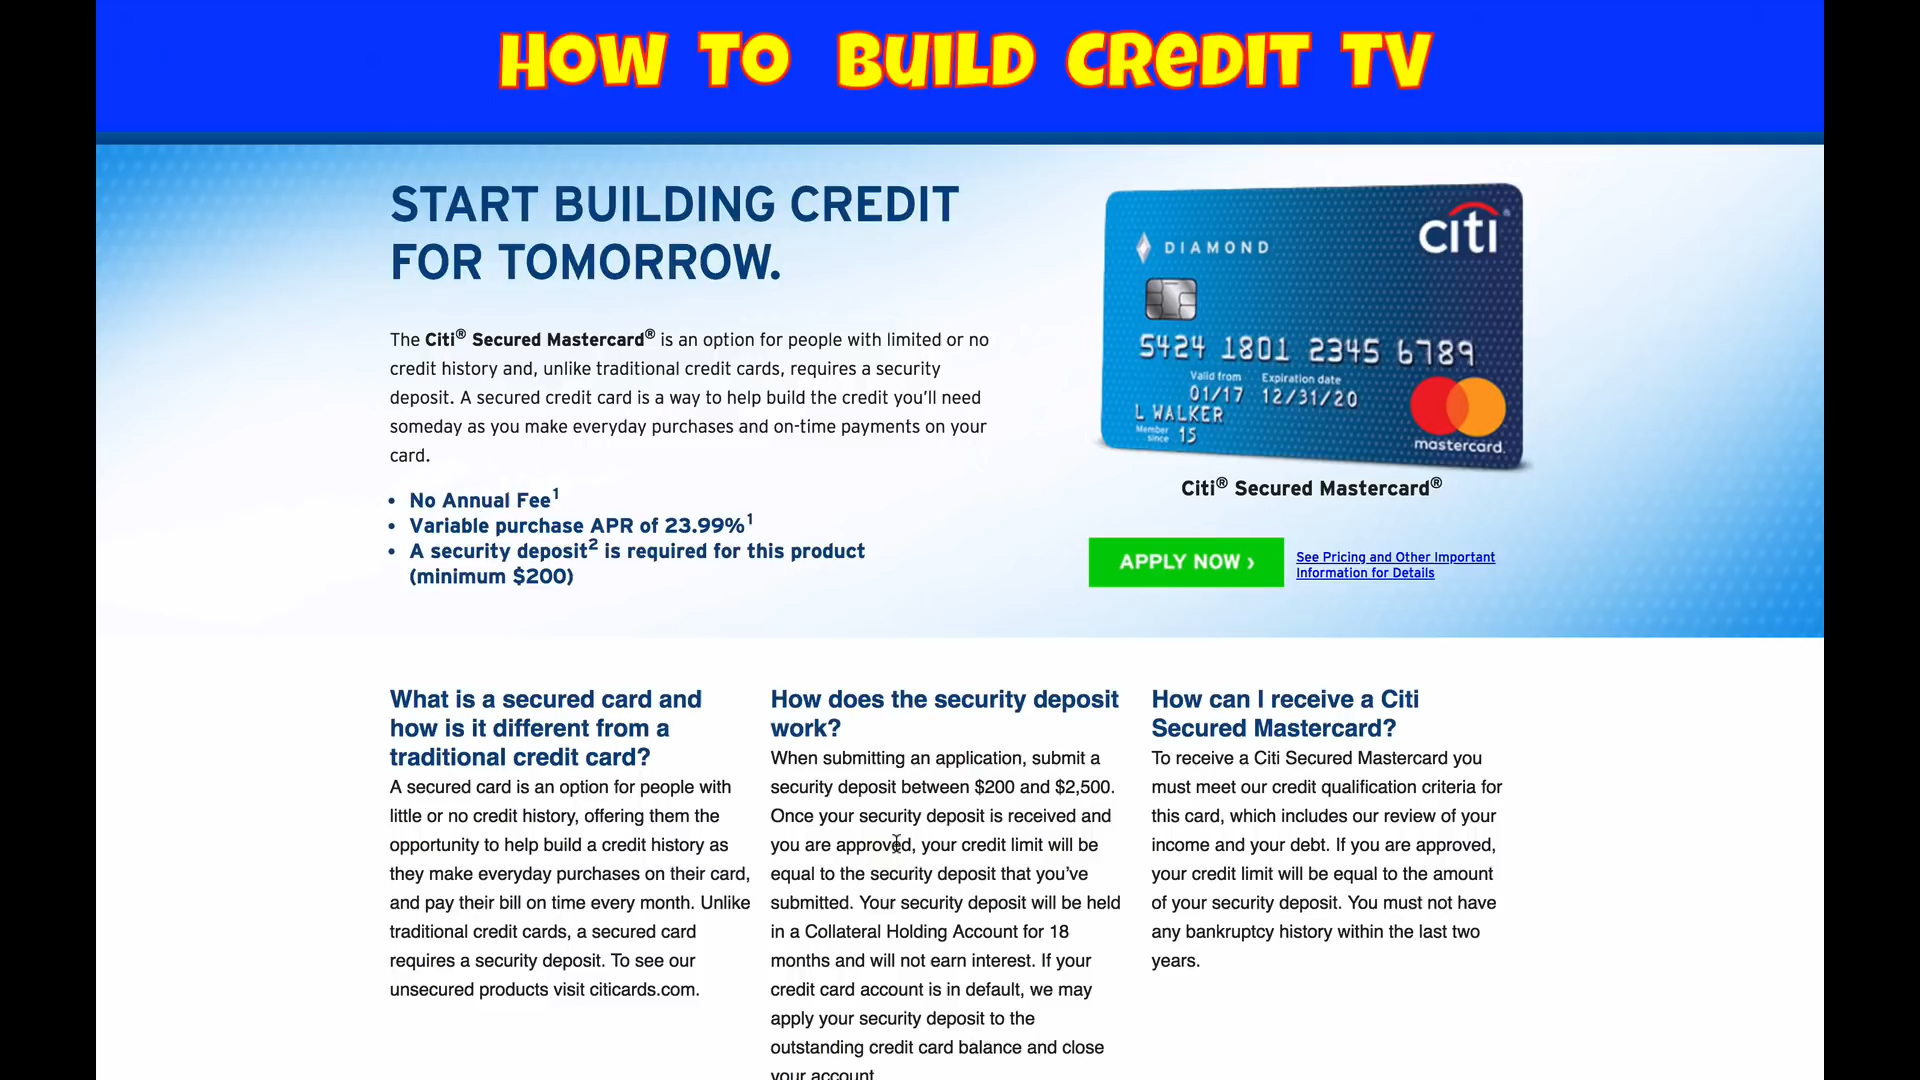 HOW TO BUILD CREDIT TV
START BUILDING CREDIT
FOR TOMORROW.
The Citi® Secured Mastercard® is an option for people with limited or no
credit history and, unlike traditional credit cards, requires a security
deposit. A secured credit card is a way to help build the credit you'll need
someday as you make everyday purchases and on-time payments on your
card.
• No Annual Fee1
• Variable purchase APR of 23.99%1
• A security deposit2 is required for this product
(minimum $200)
DIAMOND
citi®
5424 1801 2345 6789
Valid from Expiration date
01/17 12/31/20
L WALKER
Member
since 15
mastercard.
Citi® Secured Mastercard®
APPLY NOW ›
See Pricing and Other Important
Information for Details
What is a secured card and
how is it different from a
traditional credit card?
A secured card is an option for people with
little or no credit history, offering them the
opportunity to help build a credit history as
they make everyday purchases on their card,
and pay their bill on time every month. Unlike
traditional credit cards, a secured card
requires a security deposit. To see our
unsecured products visit citicards.com.
How does the security deposit
work?
When submitting an application, submit a
security deposit between $200 and $2,500.
Once your security deposit is received and
you are approved, your credit limit will be
equal to the security deposit that you've
submitted. Your security deposit will be held
in a Collateral Holding Account for 18
months and will not earn interest. If your
credit card account is in default, we may
apply your security deposit to the
outstanding credit card balance and close
your account
How can I receive a Citi
Secured Mastercard?
To receive a Citi Secured Mastercard you
must meet our credit qualification criteria for
this card, which includes our review of your
income and your debt. If you are approved,
your credit limit will be equal to the amount
of your security deposit. You must not have
any bankruptcy history within the last two
years.